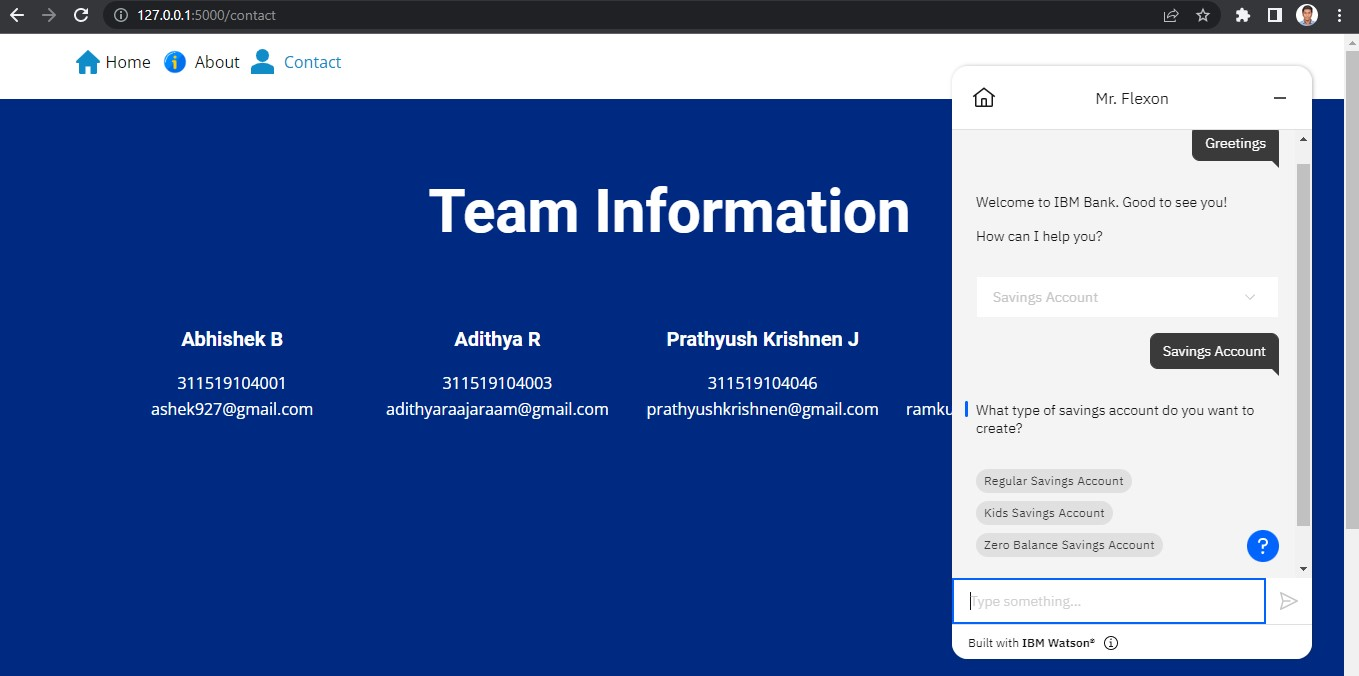 127.0.0.1:5000/contact
Home About Contact
Team Information
Abhishek B
311519104001
ashek927@gmail.com
Adithya R
311519104003
adithyaraajaraam@gmail.com
Prathyush Krishnen J
311519104046
prathyushkrishnen@gmail.com
ramku
Mr. Flexon
Greetings
Welcome to IBM Bank. Good to see you!
How can I help you?
Savings Account
Savings Account
What type of savings account do you want to
create?
Regular Savings Account
Kids Savings Account
Zero Balance Savings Account
?
Type something...
Built with IBM Watson®